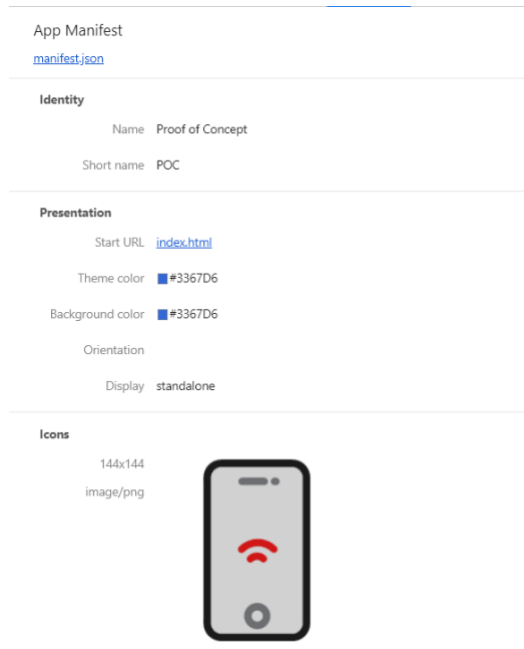 App Manifest
manifest.json
Identity
Name Proof of Concept
Short name POC
Presentation
Start URL index.html
Theme color #3367D6
Background color #3367D6
Orientation
Display standalone
Icons
144x144
image/png